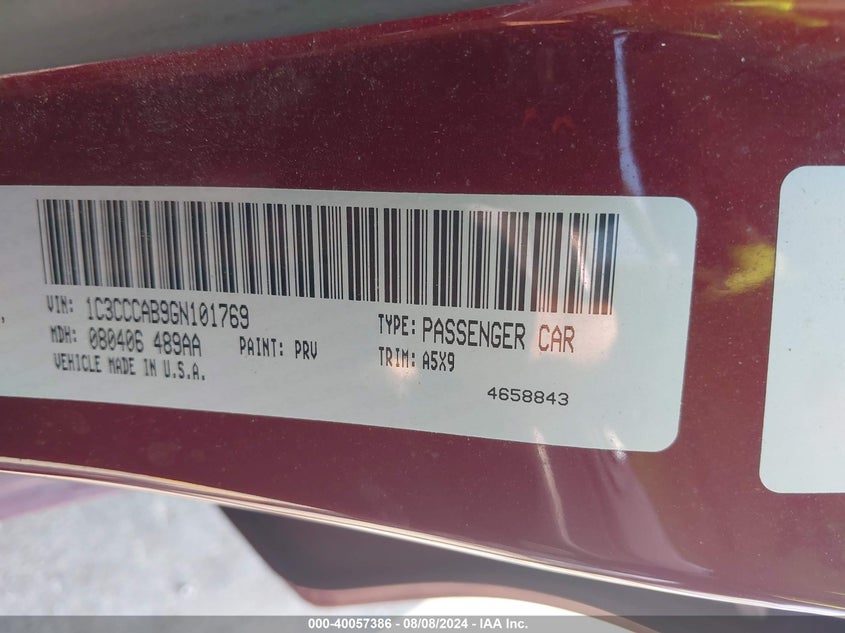 VIN: 1C3CCCAB9GN101769
MDH: 080406 489AA PAINT: PRV
VEHICLE MADE IN U.S.A.
TYPE: PASSENGER CAR
TRIM: A5X9
4658843
000-40057386 - 08/08/2024 - IAA Inc.